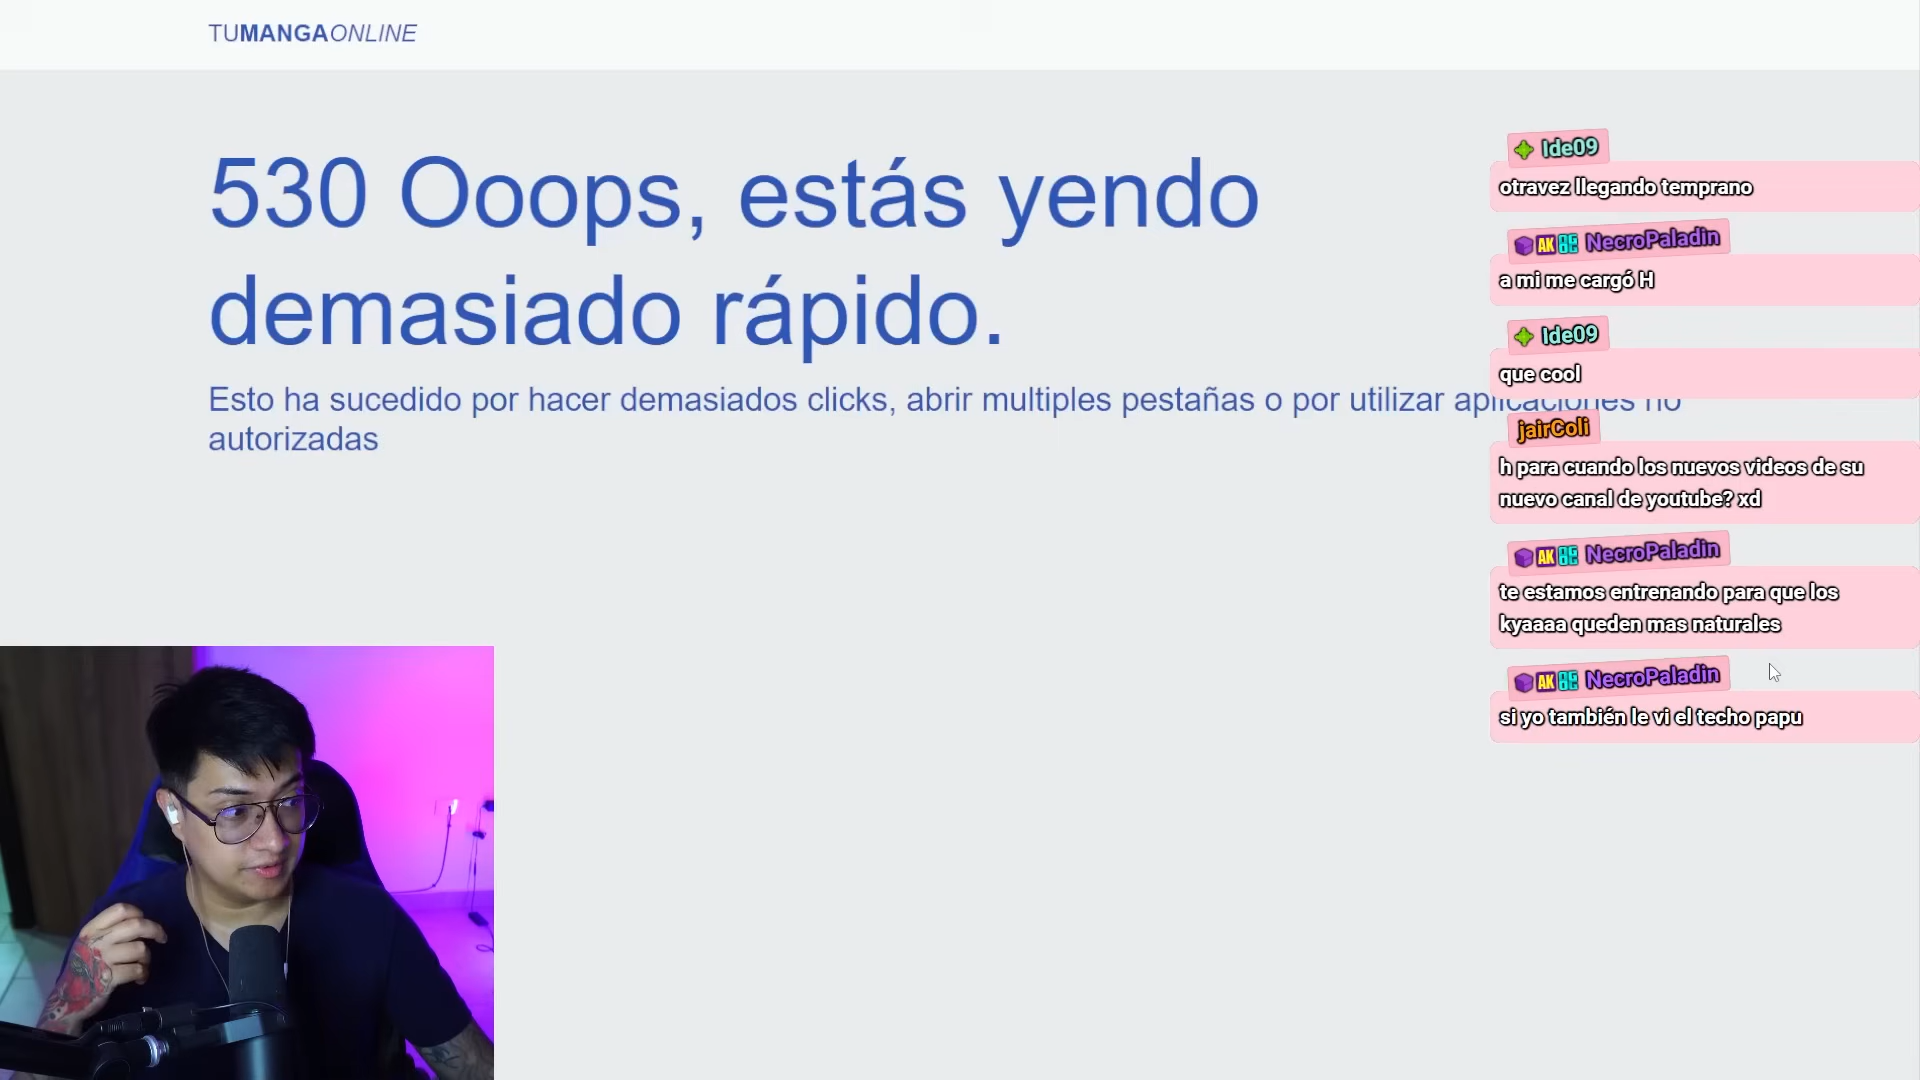 TUMANGAONLINE
530 Ooops, estás yendo
demasiado rápido.
Esto ha sucedido por hacer demasiados clicks, abrir multiples pestañas o por utilizar aplicaciones no
autorizadas
Ide09
otravez llegando temprano
AK NecroPaladin
a mi me cargó H
Ide09
que cool
jairColi
h para cuando los nuevos videos de su
nuevo canal de youtube? xd
AK NecroPaladin
te estamos entrenando para que los
kyaaaa queden mas naturales
AK NecroPaladin
si yo también le vi el techo papu